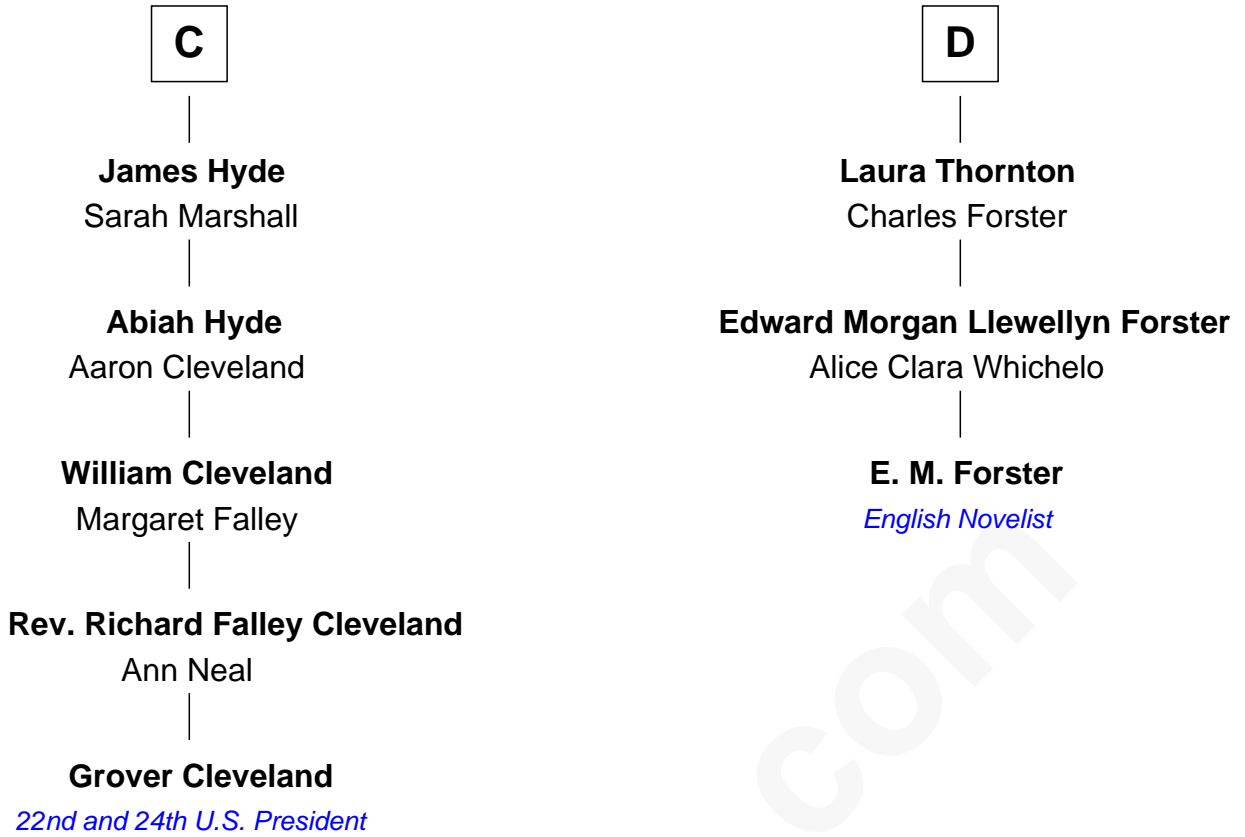 C
James Hyde
Sarah Marshall
Abiah Hyde
Aaron Cleveland
William Cleveland
Margaret Falley
Rev. Richard Falley Cleveland
Ann Neal
Grover Cleveland
22nd and 24th U.S. President
D
Laura Thornton
Charles Forster
Edward Morgan Llewellyn Forster
Alice Clara Whichelo
E. M. Forster
English Novelist
com